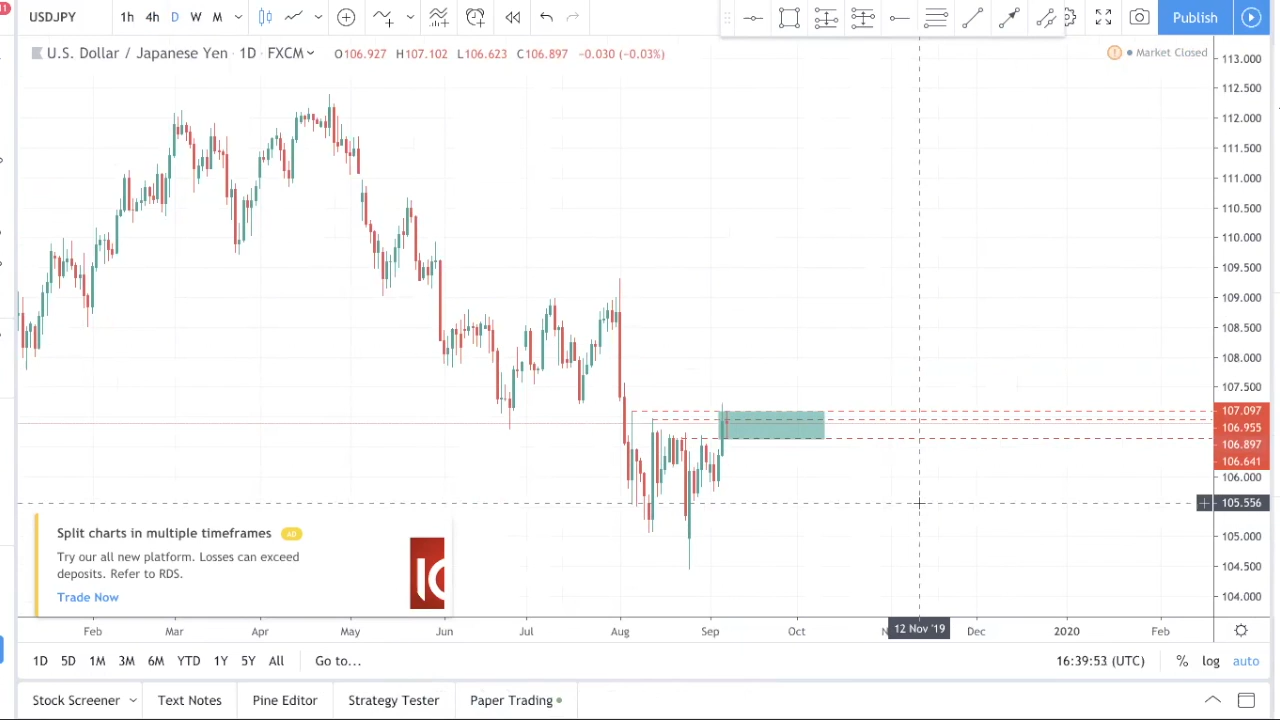 11
USDJPY 1h 4h D W M Publish
U.S. Dollar / Japanese Yen · 1D · FXCM O106.927 H107.102 L106.623 C106.897 -0.030 (-0.03%) Market Closed
113.000
112.500
112.000
111.500
111.000
110.500
110.000
109.500
109.000
108.500
108.000
107.500
107.097
106.955
106.897
106.641
106.000
105.556
105.000
104.500
104.000
Split charts in multiple timeframes AD
Try our all new platform. Losses can exceed
deposits. Refer to RDS.
Trade Now
Feb Mar Apr May Jun Jul Aug Sep Oct N 12 Nov '19 Dec 2020 Feb
1D 5D 1M 3M 6M YTD 1Y 5Y All Go to... 16:39:53 (UTC) % log auto
Stock Screener Text Notes Pine Editor Strategy Tester Paper Trading